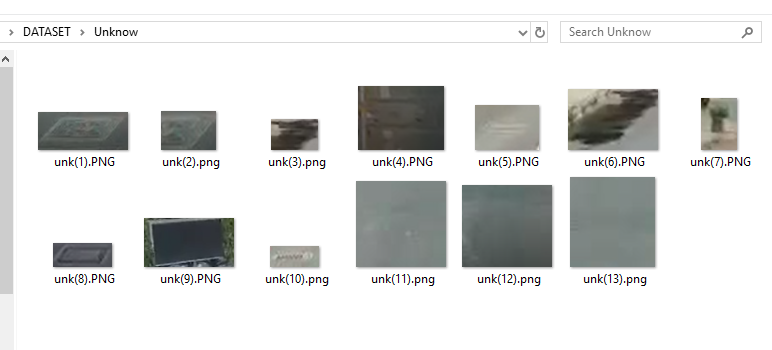 DATASET > Unknow
Search Unknow
unk(1).PNG
unk(2).png
unk(3).png
unk(4).PNG
unk(5).PNG
unk(6).PNG
unk(7).PNG
unk(8).PNG
unk(9).PNG
unk(10).png
unk(11).png
unk(12).png
unk(13).png